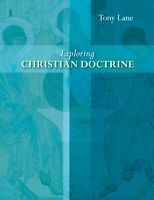 Tony Lane
Exploring
CHRISTIAN DOCTRINE